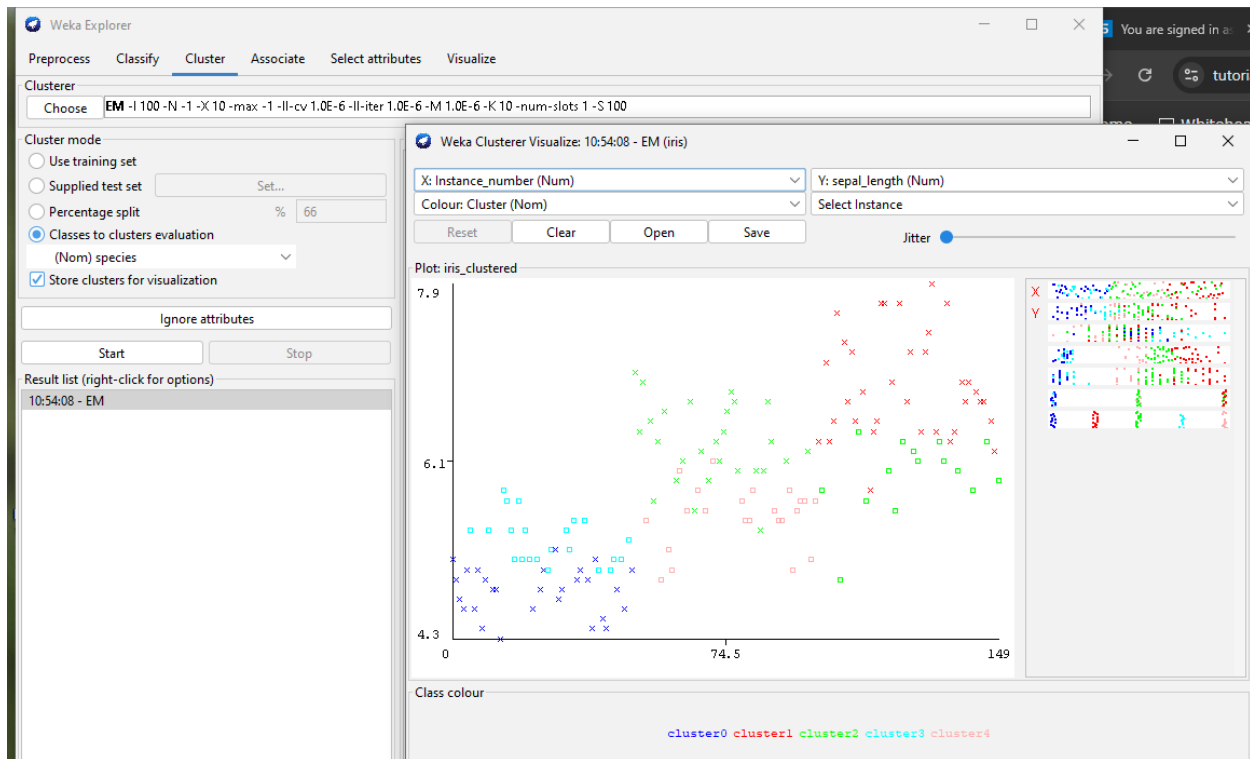 Weka Explorer
You are signed in as
Preprocess Classify Cluster Associate Select attributes Visualize
tutori
Clusterer
Choose EM -I 100 -N -1 -X 10 -max -1 -ll-cv 1.0E-6 -ll-iter 1.0E-6 -M 1.0E-6 -K 10 -num-slots 1 -S 100
Cluster mode
Use training set
Supplied test set Set...
Percentage split % 66
Classes to clusters evaluation
(Nom) species
Store clusters for visualization
Ignore attributes
Start Stop
Result list (right-click for options)
10:54:08 - EM
Weka Clusterer Visualize: 10:54:08 - EM (iris)
X: Instance_number (Num) Y: sepal_length (Num)
Colour: Cluster (Nom) Select Instance
Reset Clear Open Save Jitter
Plot: iris_clustered
7.9
6.1
4.3
0 74.5 149
X
Y
Class colour
cluster0 cluster1 cluster2 cluster3 cluster4